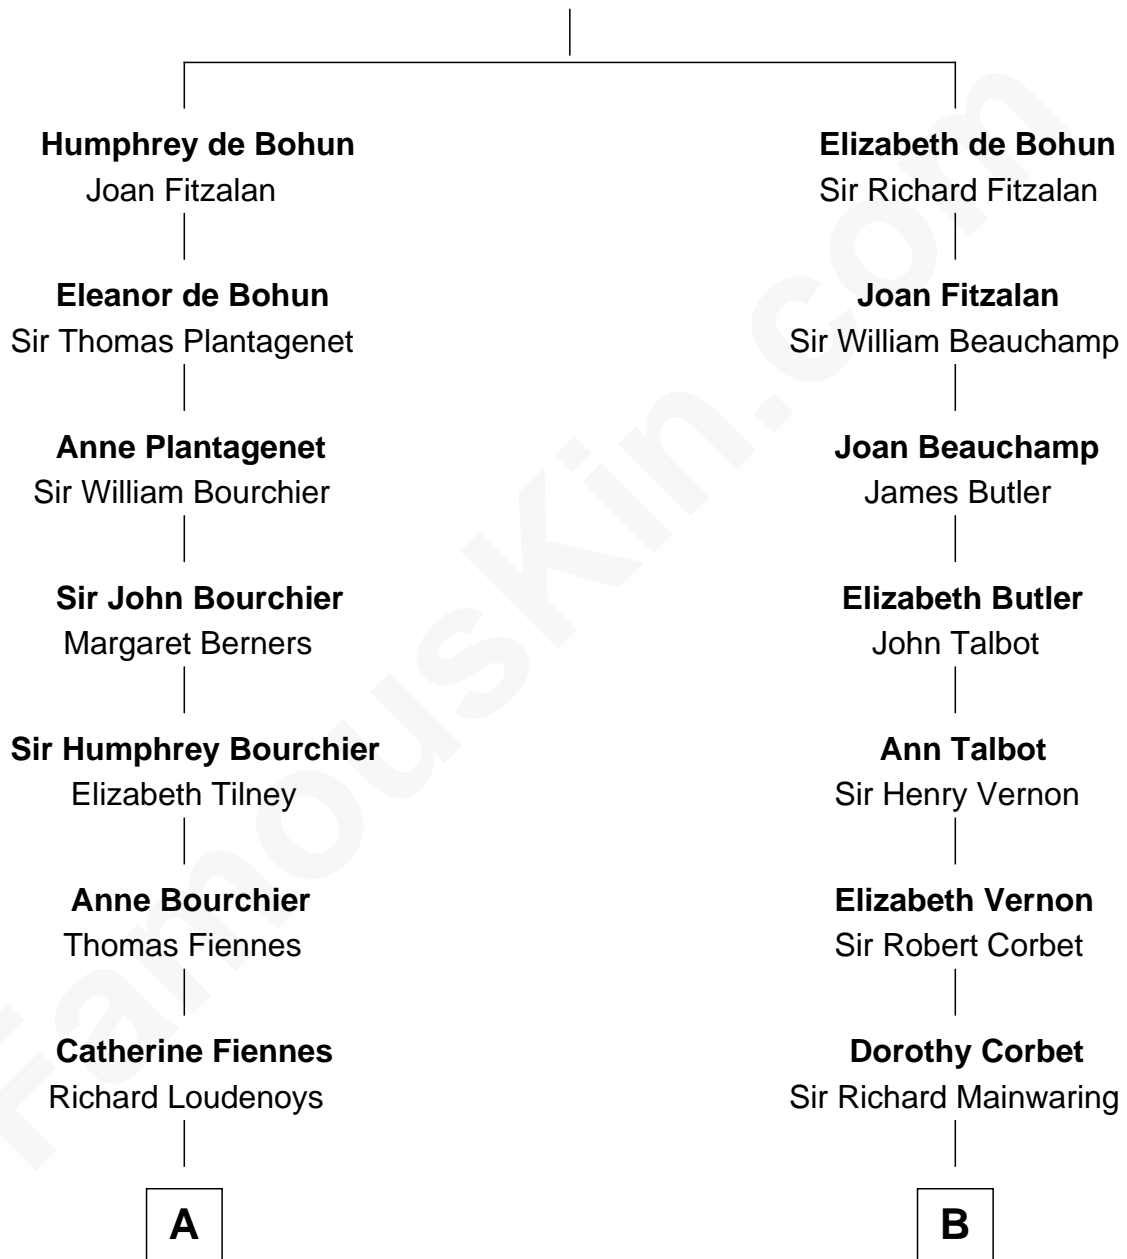 Humphrey de Bohun
Joan Fitzalan
Eleanor de Bohun
Sir Thomas Plantagenet
Anne Plantagenet
Sir William Bourchier
Sir John Bourchier
Margaret Berners
Sir Humphrey Bourchier
Elizabeth Tilney
Anne Bourchier
Thomas Fiennes
Catherine Fiennes
Richard Loudenoys
A
Elizabeth de Bohun
Sir Richard Fitzalan
Joan Fitzalan
Sir William Beauchamp
Joan Beauchamp
James Butler
Elizabeth Butler
John Talbot
Ann Talbot
Sir Henry Vernon
Elizabeth Vernon
Sir Robert Corbet
Dorothy Corbet
Sir Richard Mainwaring
B
FamousKin.com